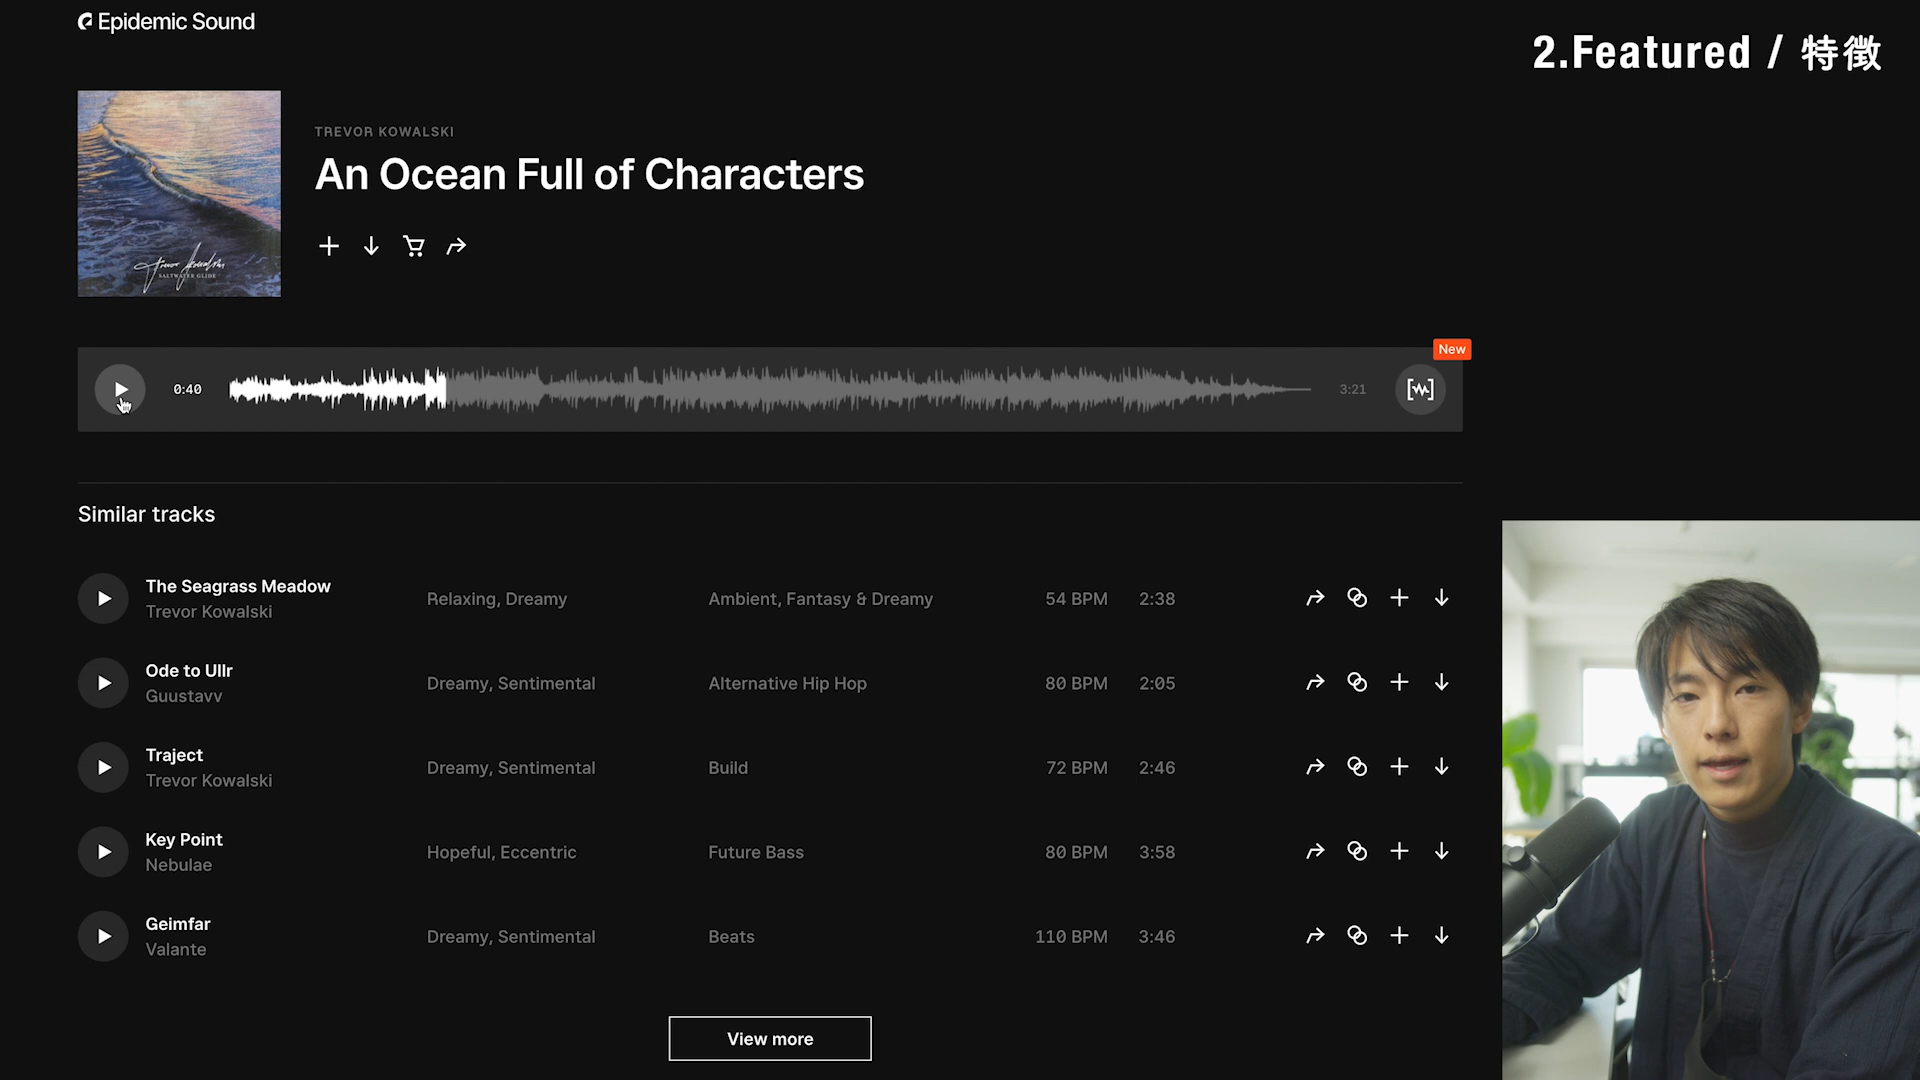 Epidemic Sound
2.Featured / 特徴
TREVOR KOWALSKI
An Ocean Full of Characters
SALTWATER GLIDE
New
0:40
3:21
Similar tracks
The Seagrass Meadow
Trevor Kowalski
Relaxing, Dreamy
Ambient, Fantasy & Dreamy
54 BPM
2:38
Ode to Ullr
Guustavv
Dreamy, Sentimental
Alternative Hip Hop
80 BPM
2:05
Traject
Trevor Kowalski
Dreamy, Sentimental
Build
72 BPM
2:46
Key Point
Nebulae
Hopeful, Eccentric
Future Bass
80 BPM
3:58
Geimfar
Valante
Dreamy, Sentimental
Beats
110 BPM
3:46
View more